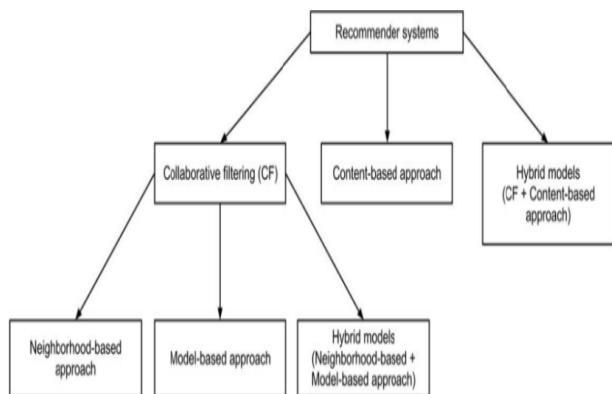 Recommender systems
Collaborative filtering (CF)
Content-based approach
Hybrid models
(CF + Content-based
approach)
Neighborhood-based
approach
Model-based approach
Hybrid models
(Neighborhood-based +
Model-based approach)